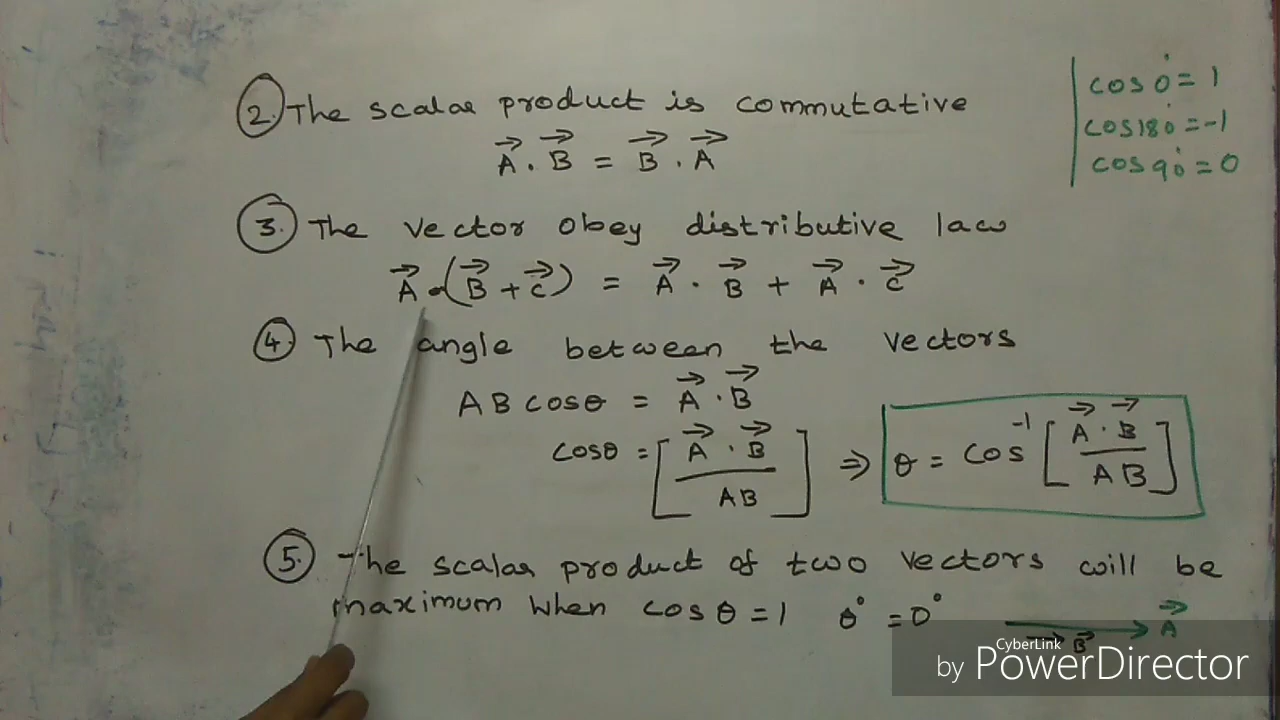 cos 0° = 1
② The scalar product is commutative
cos 180° = -1
A⃗ . B⃗ = B⃗ . A⃗
cos 90° = 0
③ The vector obey distributive law
A⃗ . (B⃗ + C⃗) = A⃗ . B⃗ + A⃗ . C⃗
④ The angle between the vectors
AB cosθ = A⃗ . B⃗
cosθ = [A⃗ . B⃗ / AB] ⇒ θ = cos⁻¹ [A⃗ . B⃗ / AB]
⑤ The scalar product of two vectors will be
maximum when cos θ = 1 θ° = 0° A⃗
B⃗
CyberLink
by PowerDirector